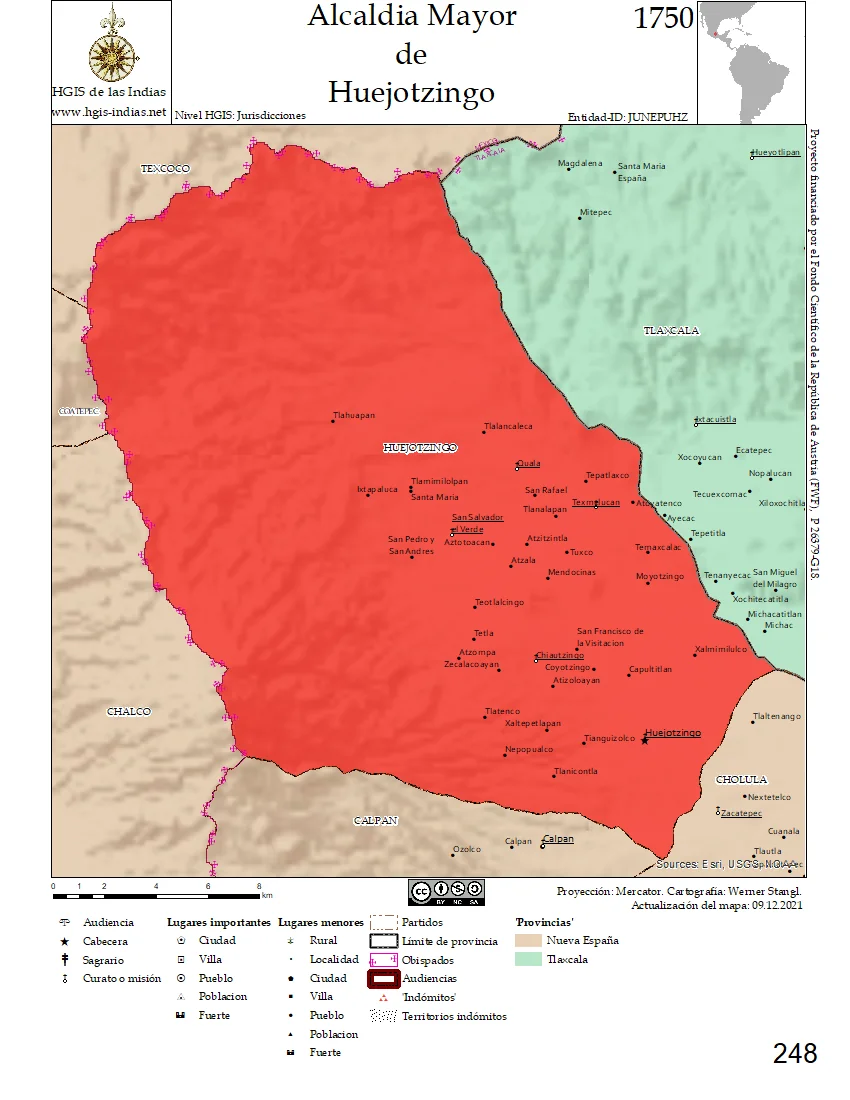 Alcaldia Mayor
de
Huejotzingo
1750
HGIS de las Indias
www.hgis-indias.net
Nivel HGIS: Jurisdicciones
Entidad-ID: JUNEPUHZ
Proyecto financiado por el Fondo Científico de la República de Austria (FWF), P 26379-G18.
MEXICO
TLAXCALA
TEXCOCO
Magdalena
Santa Maria
España
Hueyotlipan
Mitepec
TLAXCALA
COATEPEC
Tlahuapan
Tlalancaleca
HUEJOTZINGO
Ixtacuistla
Xocoyucan
Ecatepec
Nopalucan
Tecuexcomac
Xiloxochitla
Ouala
Tepatlaxco
Tlamimilolpan
Ixtapaluca
Santa Maria
San Rafael
Texmelucan
Atoyatenco
Tlanalapan
Ayecac
San Salvador
el Verde
Tepetitla
San Pedro y
San Andres
Aztotoacan
Atzitzintla
Tuxco
Temaxcalac
Atzala
Mendocinas
Moyotzingo
Tenanyecac
San Miguel
del Milagro
Xochitecatitla
Teotlalcingo
Michacatitlan
Michac
Tetla
San Francisco de
la Visitacion
Atzompa
Zecalacoayan
Chiautzingo
Coyotzingo
Capultitlan
Xalmimilulco
Atizoloayan
CHALCO
Tlatenco
Xaltepetlapan
Tlaltenango
Tianguizolco
Huejotzingo
Nepopualco
Tlanicontla
CHOLULA
Nextetelco
Zacatepec
CALPAN
Cuanala
Ozolco
Calpan
Calpan
Tlautla
Sources: Esri, USGS, NOAA
0 1 2 4 6 8
km
CC
BY NC SA
Proyección: Mercator. Cartografía: Werner Stangl.
Actualización del mapa: 09.12.2021
Audiencia
Cabecera
Sagrario
Curato o misión
Lugares importantes
Ciudad
Villa
Pueblo
Poblacion
Fuerte
Lugares menores
Rural
Localidad
Ciudad
Villa
Pueblo
Poblacion
Fuerte
Partidos
Límite de provincia
Obispados
Audiencias
'Indómitos'
Territorios indómitos
'Provincias'
Nueva España
Tlaxcala
248